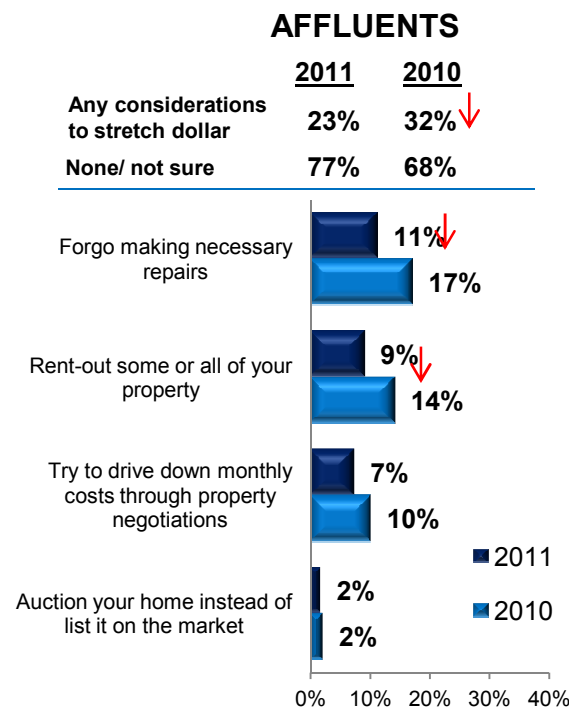 AFFLUENTS
2011 2010
Any considerations
to stretch dollar 23% 32%
None/ not sure 77% 68%
Forgo making necessary
repairs
11%
17%
Rent-out some or all of your
property
9%
14%
Try to drive down monthly
costs through property
negotiations
7%
10%
Auction your home instead of
list it on the market
2%
2%
2011
2010
0% 10% 20% 30% 40%